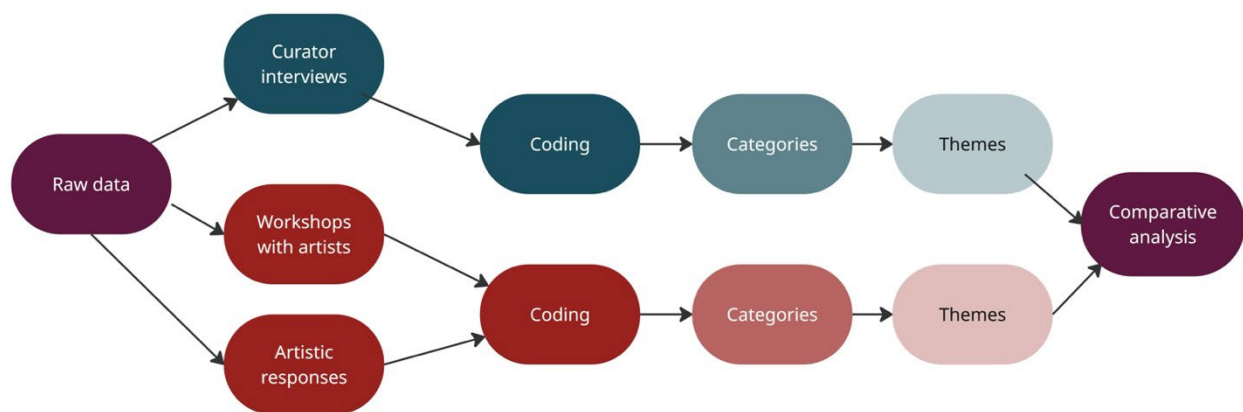 Raw data
Curator
interviews
Workshops
with artists
Artistic
responses
Coding
Categories
Themes
Coding
Categories
Themes
Comparative
analysis